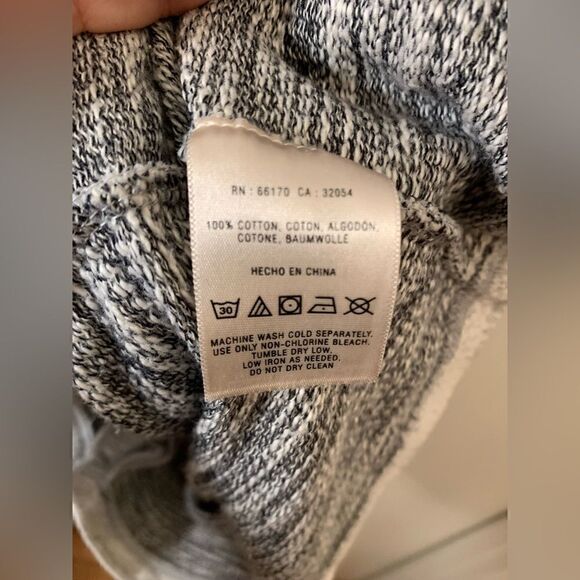 RN : 66170 CA : 32054
100% COTTON, COTON, ALGODÓN,
COTONE, BAUMWOLLE
HECHO EN CHINA
30
MACHINE WASH COLD SEPARATELY.
USE ONLY NON-CHLORINE BLEACH.
TUMBLE DRY LOW.
LOW IRON AS NEEDED,
DO NOT DRY CLEAN